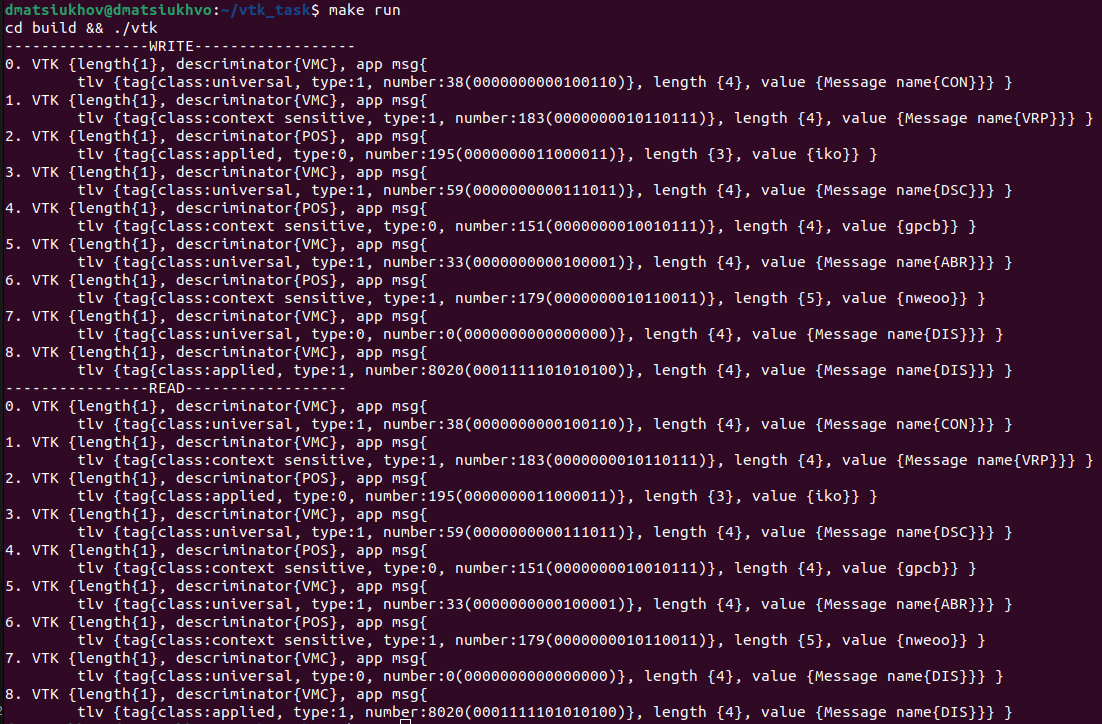 dmatsiukhov@dmatsiukhvo:~/vtk_task$ make run
cd build && ./vtk
----------------WRITE------------------
0. VTK {length{1}, descriminator{VMC}, app msg{
        tlv {tag{class:universal, type:1, number:38(0000000000100110)}, length {4}, value {Message name{CON}}} }
1. VTK {length{1}, descriminator{VMC}, app msg{
        tlv {tag{class:context sensitive, type:1, number:183(0000000010110111)}, length {4}, value {Message name{VRP}}} }
2. VTK {length{1}, descriminator{POS}, app msg{
        tlv {tag{class:applied, type:0, number:195(0000000011000011)}, length {3}, value {iko}} }
3. VTK {length{1}, descriminator{VMC}, app msg{
        tlv {tag{class:universal, type:1, number:59(0000000000111011)}, length {4}, value {Message name{DSC}}} }
4. VTK {length{1}, descriminator{POS}, app msg{
        tlv {tag{class:context sensitive, type:0, number:151(0000000010010111)}, length {4}, value {gpcb}} }
5. VTK {length{1}, descriminator{VMC}, app msg{
        tlv {tag{class:universal, type:1, number:33(0000000000100001)}, length {4}, value {Message name{ABR}}} }
6. VTK {length{1}, descriminator{POS}, app msg{
        tlv {tag{class:context sensitive, type:1, number:179(0000000010110011)}, length {5}, value {nweoo}} }
7. VTK {length{1}, descriminator{VMC}, app msg{
        tlv {tag{class:universal, type:0, number:0(0000000000000000)}, length {4}, value {Message name{DIS}}} }
8. VTK {length{1}, descriminator{VMC}, app msg{
        tlv {tag{class:applied, type:1, number:8020(0001111101010100)}, length {4}, value {Message name{DIS}}} }
----------------READ------------------
0. VTK {length{1}, descriminator{VMC}, app msg{
        tlv {tag{class:universal, type:1, number:38(0000000000100110)}, length {4}, value {Message name{CON}}} }
1. VTK {length{1}, descriminator{VMC}, app msg{
        tlv {tag{class:context sensitive, type:1, number:183(0000000010110111)}, length {4}, value {Message name{VRP}}} }
2. VTK {length{1}, descriminator{POS}, app msg{
        tlv {tag{class:applied, type:0, number:195(0000000011000011)}, length {3}, value {iko}} }
3. VTK {length{1}, descriminator{VMC}, app msg{
        tlv {tag{class:universal, type:1, number:59(0000000000111011)}, length {4}, value {Message name{DSC}}} }
4. VTK {length{1}, descriminator{POS}, app msg{
        tlv {tag{class:context sensitive, type:0, number:151(0000000010010111)}, length {4}, value {gpcb}} }
5. VTK {length{1}, descriminator{VMC}, app msg{
        tlv {tag{class:universal, type:1, number:33(0000000000100001)}, length {4}, value {Message name{ABR}}} }
6. VTK {length{1}, descriminator{POS}, app msg{
        tlv {tag{class:context sensitive, type:1, number:179(0000000010110011)}, length {5}, value {nweoo}} }
7. VTK {length{1}, descriminator{VMC}, app msg{
        tlv {tag{class:universal, type:0, number:0(0000000000000000)}, length {4}, value {Message name{DIS}}} }
8. VTK {length{1}, descriminator{VMC}, app msg{
        tlv {tag{class:applied, type:1, number:8020(0001111101010100)}, length {4}, value {Message name{DIS}}} }